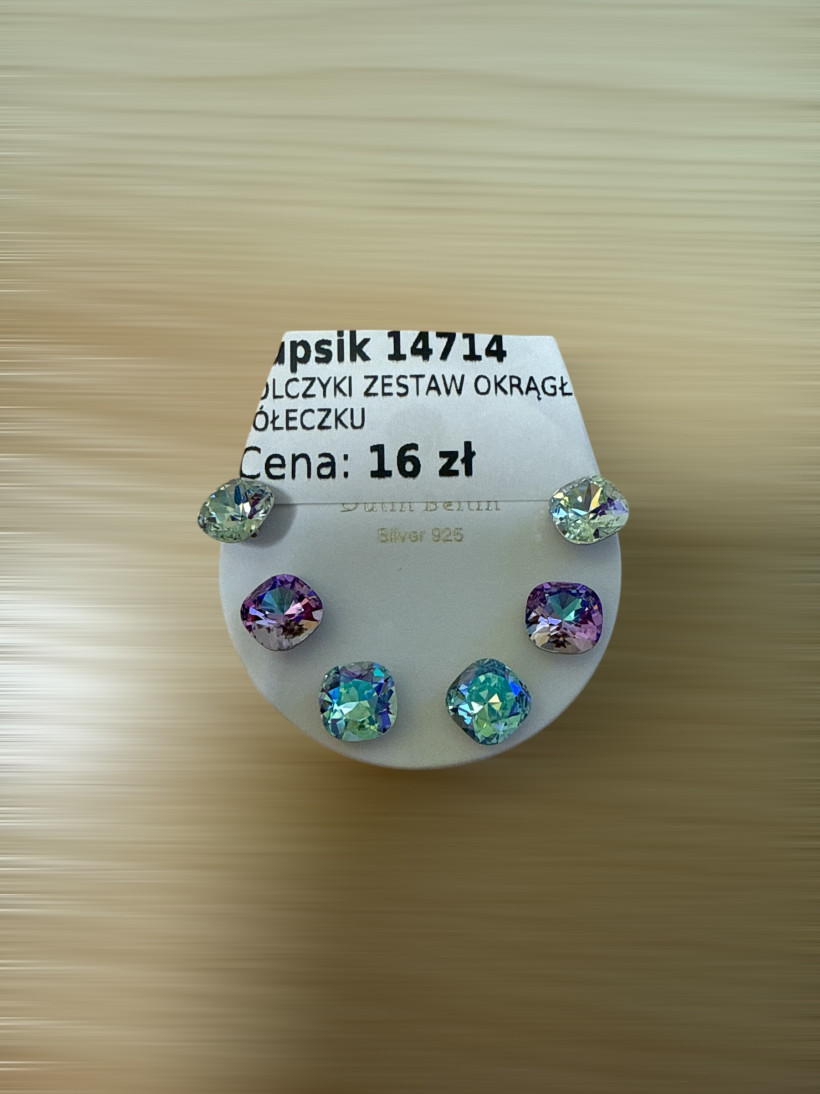 upsik 14714
OLCZYKI ZESTAW OKRĄGŁ
ÓŁECZKU
Cena: 16 zł
Silver 925